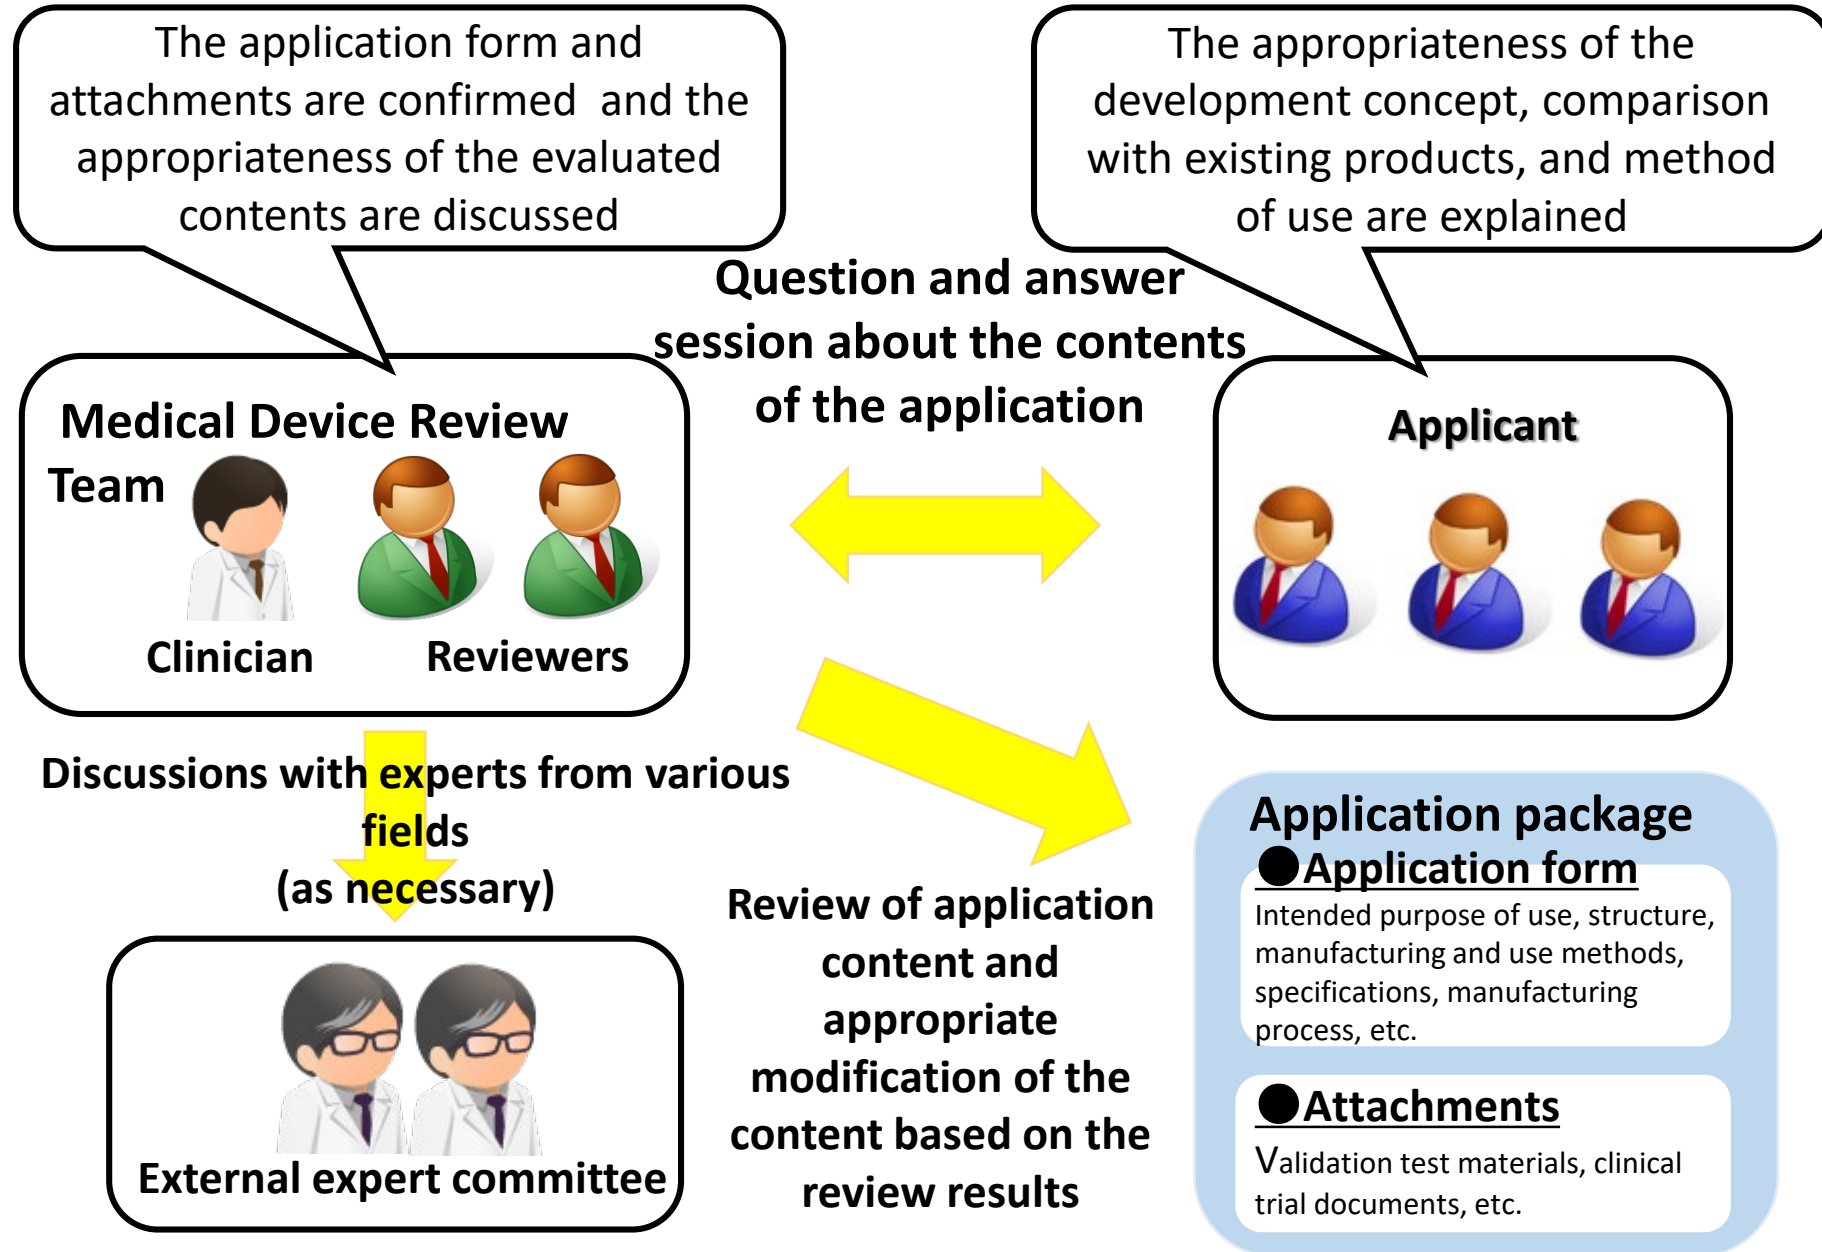 The application form and
attachments are confirmed  and the
appropriateness of the evaluated
contents are discussed
The appropriateness of the
development concept, comparison
with existing products, and method
of use are explained
Question and answer
session about the contents
of the application
Medical Device Review
Team
Clinician
Reviewers
Applicant
Discussions with experts from various
fields
(as necessary)
External expert committee
Review of application
content and
appropriate
modification of the
content based on the
review results
Application package
●Application form
Intended purpose of use, structure,
manufacturing and use methods,
specifications, manufacturing
process, etc.
●Attachments
Validation test materials, clinical
trial documents, etc.